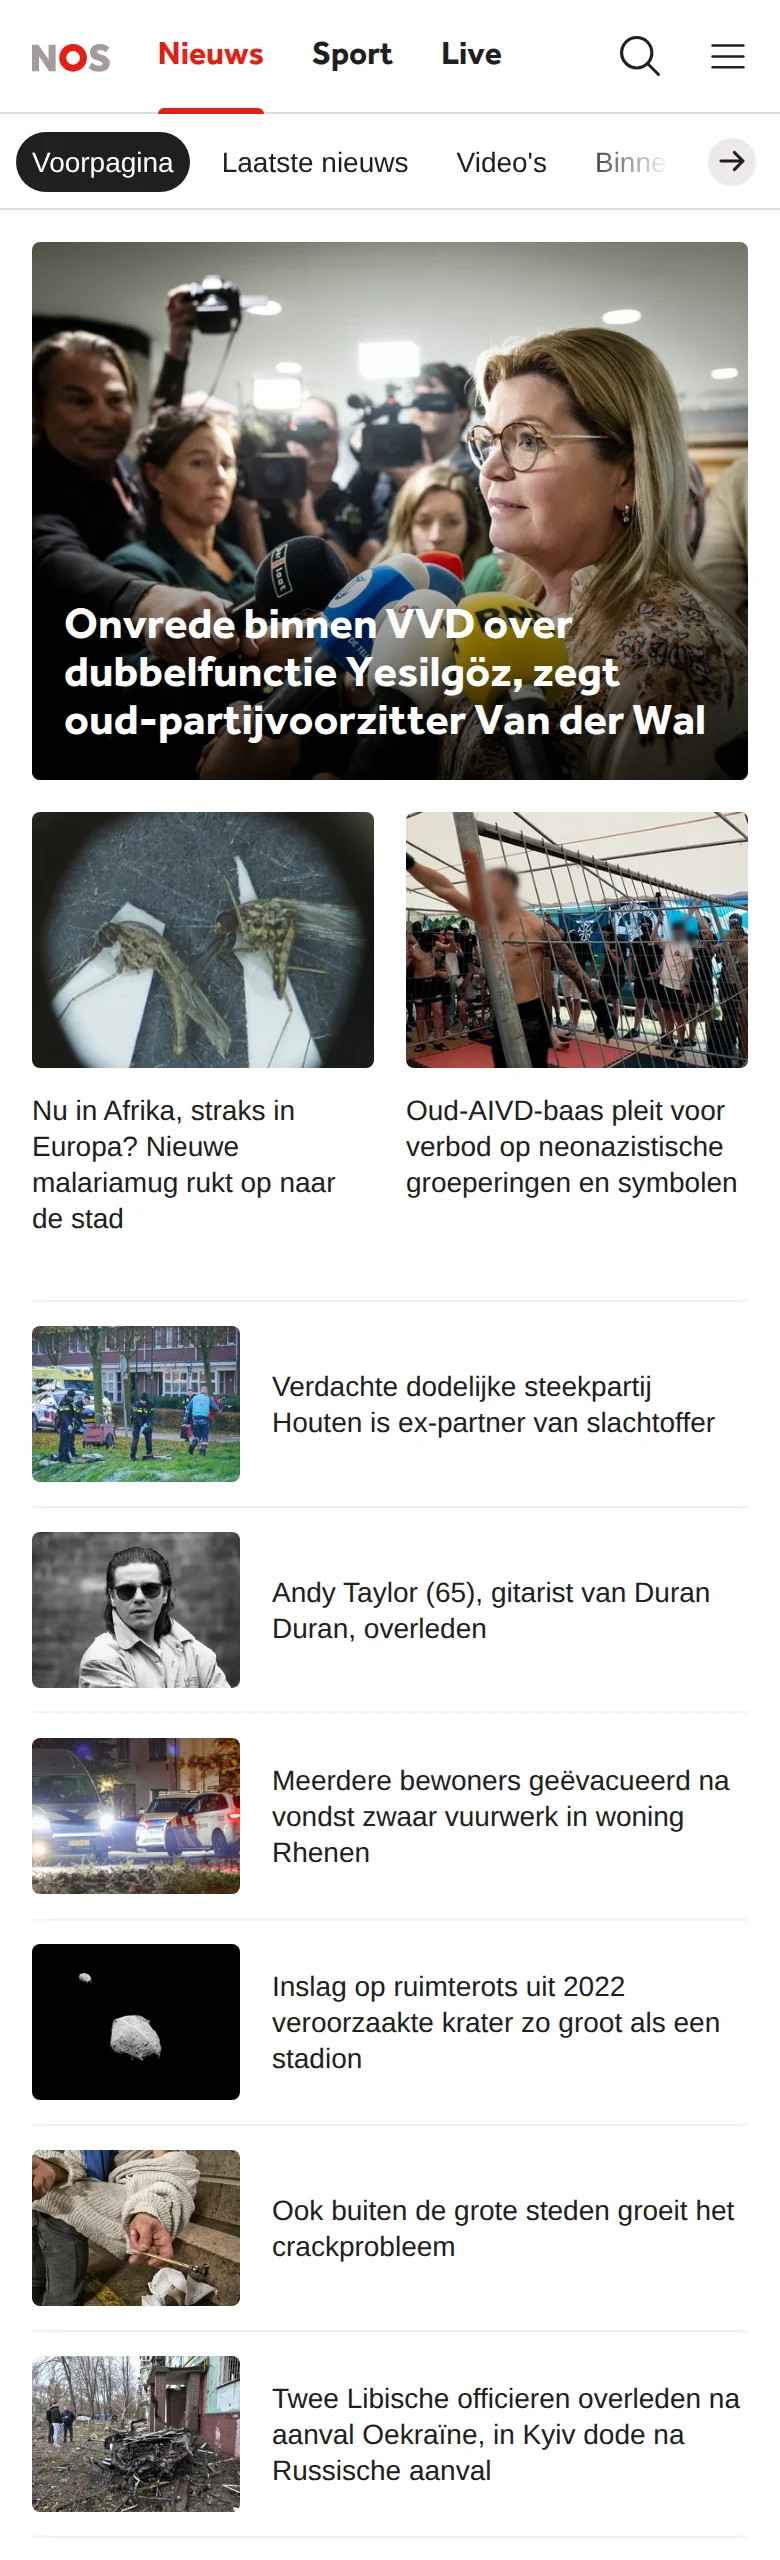 NOS Nieuws Sport Live
Voorpagina Laatste nieuws Video's Binne
Onvrede binnen VVD over
dubbelfunctie Yesilgöz, zegt
oud-partijvoorzitter Van der Wal
Nu in Afrika, straks in
Europa? Nieuwe
malariamug rukt op naar
de stad
Oud-AIVD-baas pleit voor
verbod op neonazistische
groeperingen en symbolen
Verdachte dodelijke steekpartij
Houten is ex-partner van slachtoffer
Andy Taylor (65), gitarist van Duran
Duran, overleden
Meerdere bewoners geëvacueerd na
vondst zwaar vuurwerk in woning
Rhenen
Inslag op ruimterots uit 2022
veroorzaakte krater zo groot als een
stadion
Ook buiten de grote steden groeit het
crackprobleem
Twee Libische officieren overleden na
aanval Oekraïne, in Kyiv dode na
Russische aanval